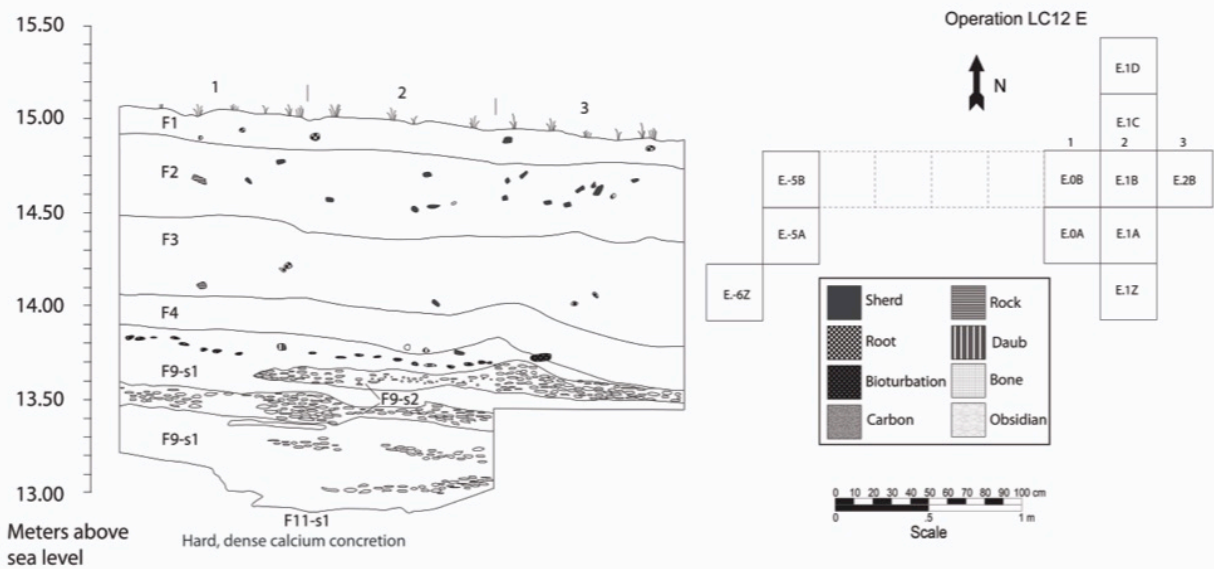 15.50
15.00
14.50
14.00
13.50
13.00
Meters above
sea level
1
2
3
F1
F2
F3
F4
F9-s1
F9-s2
F9-s1
F11-s1
Hard, dense calcium concretion
Operation LC12 E
N
E.1D
E.1C
1 2 3
E.-5B E.0B E.1B E.2B
E.-5A E.0A E.1A
E.-6Z E.1Z
Sherd Rock
Root Daub
Bioturbation Bone
Carbon Obsidian
0 10 20 30 40 50 60 70 80 90 100 cm
0 .5 1 m
Scale